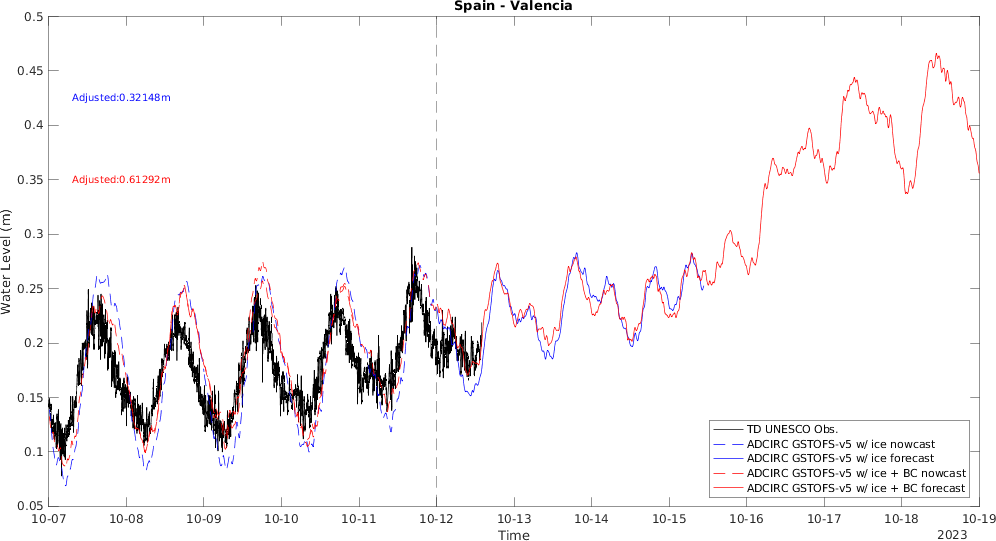 Spain - Valencia
0.5
0.45
0.4
0.35
0.3
0.25
0.2
0.15
0.1
0.05
Water Level (m)
Adjusted:0.32148m
Adjusted:0.61292m
TD UNESCO Obs.
ADCIRC GSTOFS-v5 w/ ice nowcast
ADCIRC GSTOFS-v5 w/ ice forecast
ADCIRC GSTOFS-v5 w/ ice + BC nowcast
ADCIRC GSTOFS-v5 w/ ice + BC forecast
10-07 10-08 10-09 10-10 10-11 10-12 10-13 10-14 10-15 10-16 10-17 10-18 10-19
Time
2023